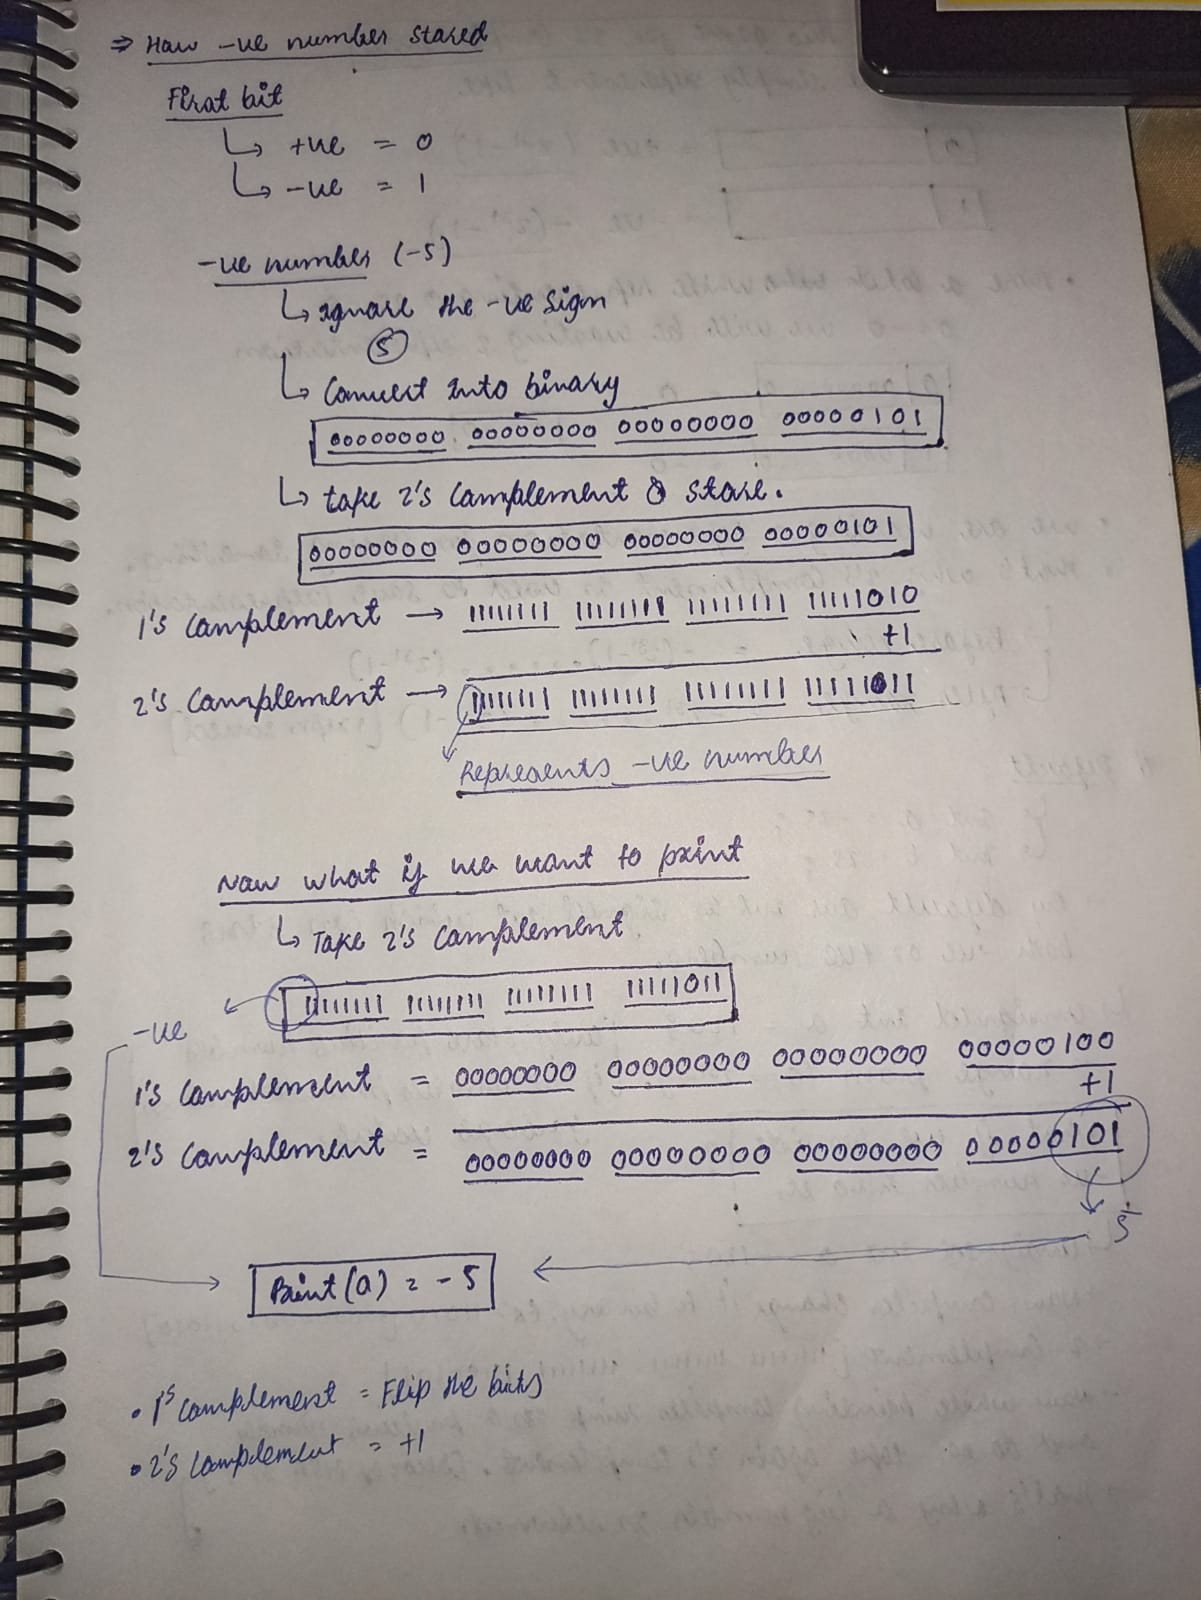 ⇒ How -ve number stored
First bit
↳ +ve = 0
↳ -ve = 1
-ve number (-5)
↳ ignore the -ve sign
5
↳ Convert into binary
00000000 00000000 00000000 00000101
↳ take 2's complement & store.
00000000 00000000 00000000 00000101
1's complement → 11111111 11111111 11111111 11111010
+1
2's complement → 11111111 11111111 11111111 11111011
Represents -ve number
Now what if we want to print
↳ Take 2's complement
11111111 11111111 11111111 11111011
-ve
1's complement = 00000000 00000000 00000000 00000100
+1
2's complement = 00000000 00000000 00000000 00000101
5
Print(a) = -5
• 1's complement = Flip the bits
• 2's complement = +1